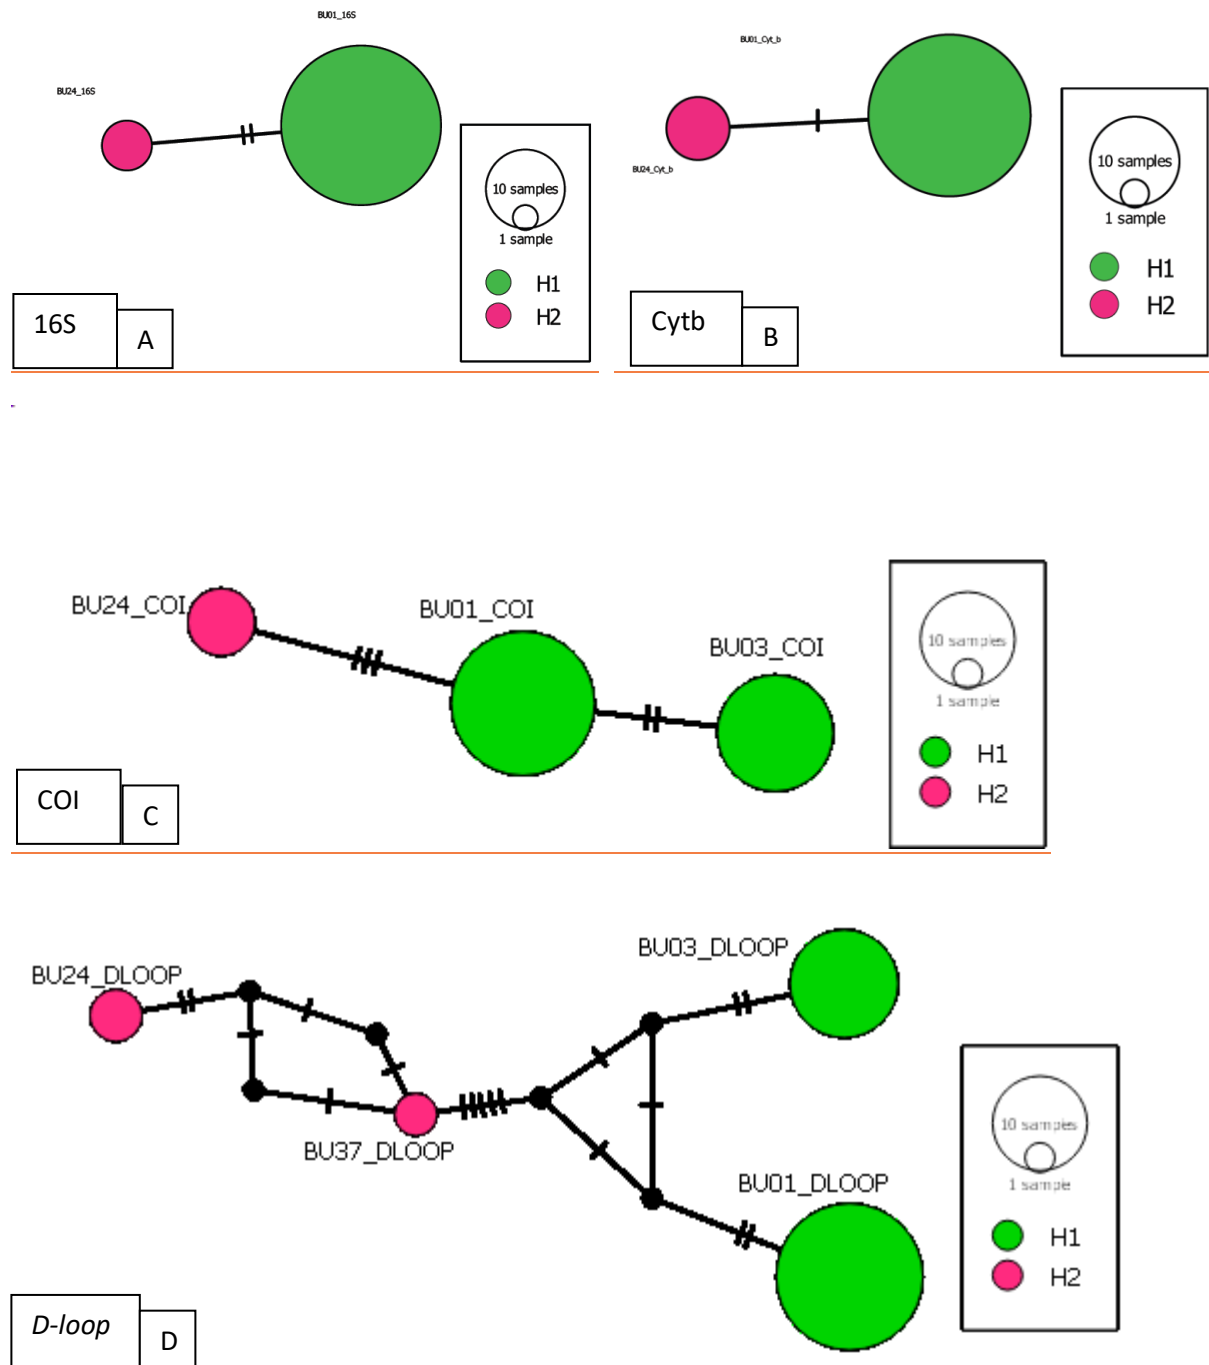 BU01_16S
BU24_16S
10 samples
1 sample
H1
H2
16S
A
BU01_Cyt_b
BU24_Cyt_b
10 samples
1 sample
H1
H2
Cytb
B
BU24_COI
BU01_COI
BU03_COI
10 samples
1 sample
H1
H2
COI
C
BU24_DLOOP
BU03_DLOOP
BU37_DLOOP
BU01_DLOOP
10 samples
1 sample
H1
H2
D-loop
D